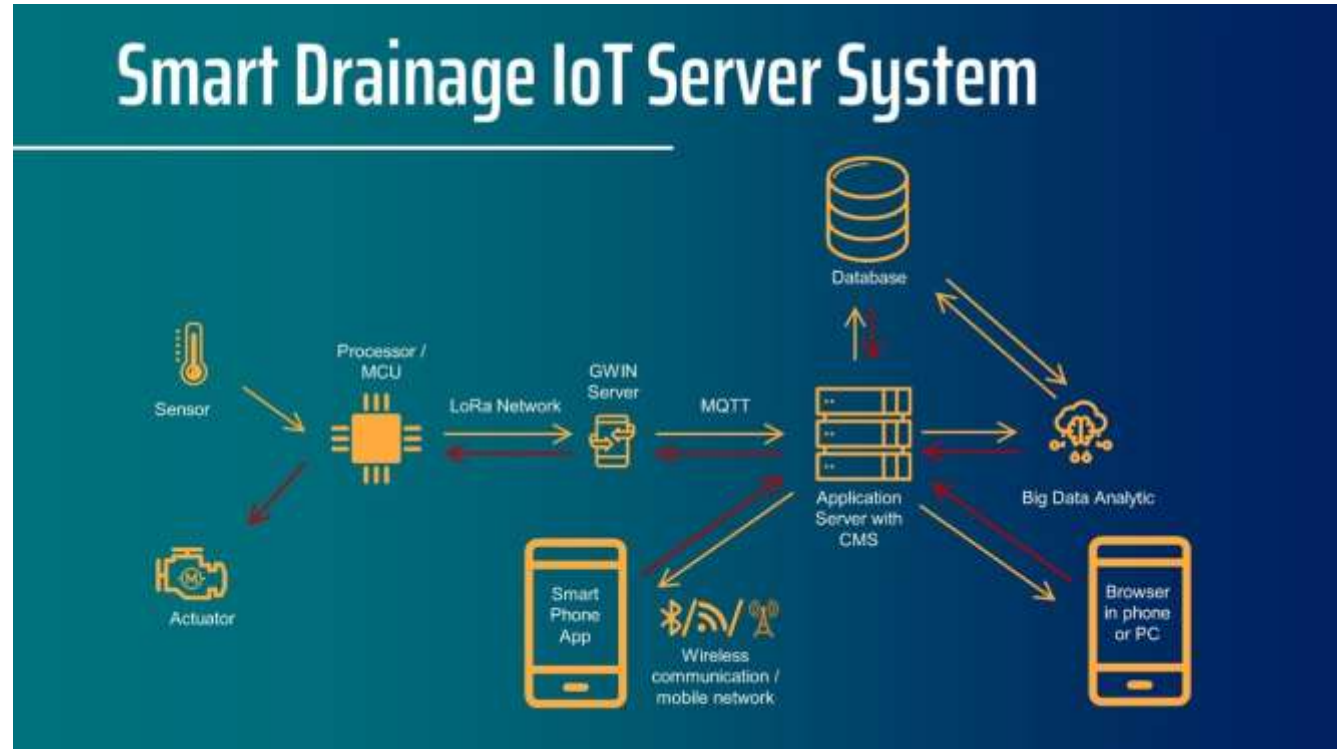 Smart Drainage IoT Server System
Database
Sensor
Processor /
MCU
LoRa Network
GWIN
Server
MQTT
Application
Server with
CMS
Big Data Analytic
Actuator
M
Smart
Phone
App
Wireless
communication /
mobile network
Browser
in phone
or PC